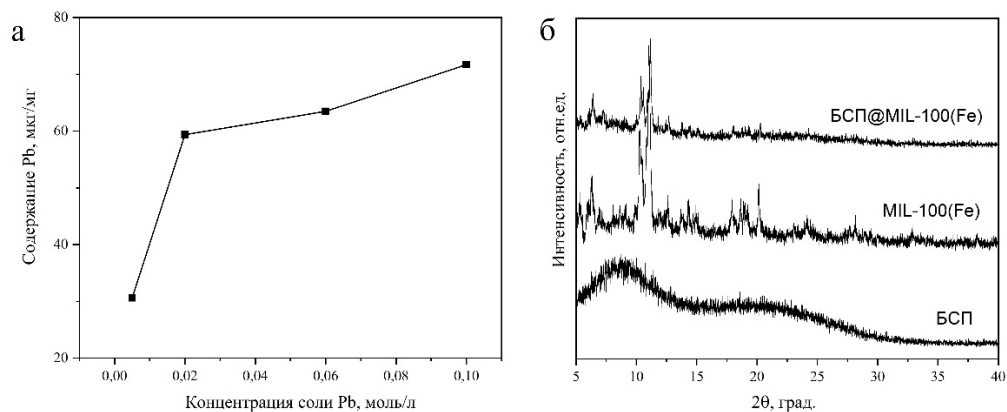 а
Содержание Pb, мкг/мг
80
60
40
20
0,00 0,02 0,04 0,06 0,08 0,10
Концентрация соли Pb, моль/л
б
Интенсивность, отн.ед.
БСП@MIL-100(Fe)
MIL-100(Fe)
БСП
5 10 15 20 25 30 35 40
2θ, град.